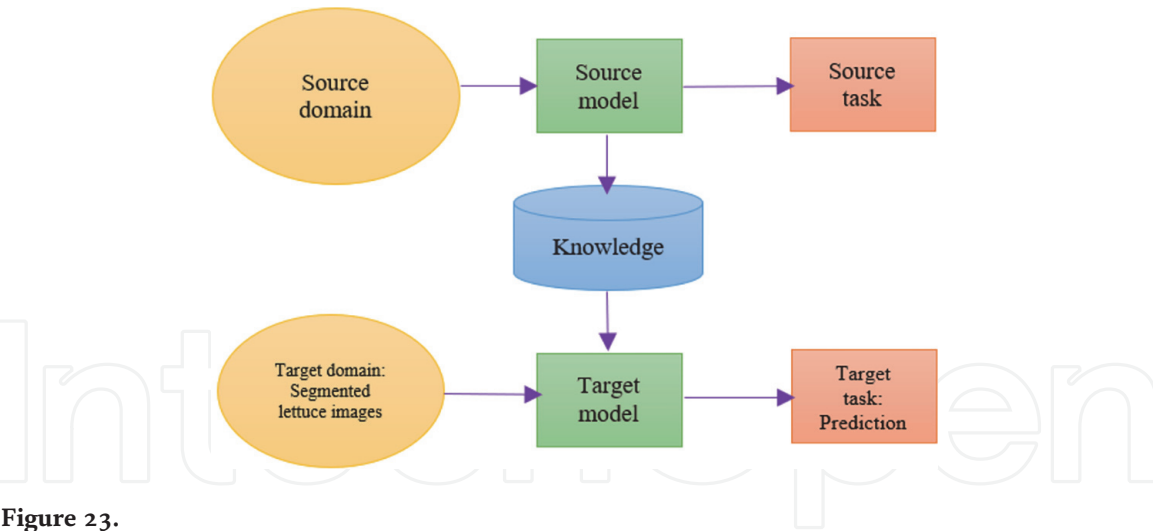 Source
domain
Source
model
Source
task
Knowledge
Target domain:
Segmented
lettuce images
Target
model
Target
task:
Prediction
IntechOpen
Figure 23.